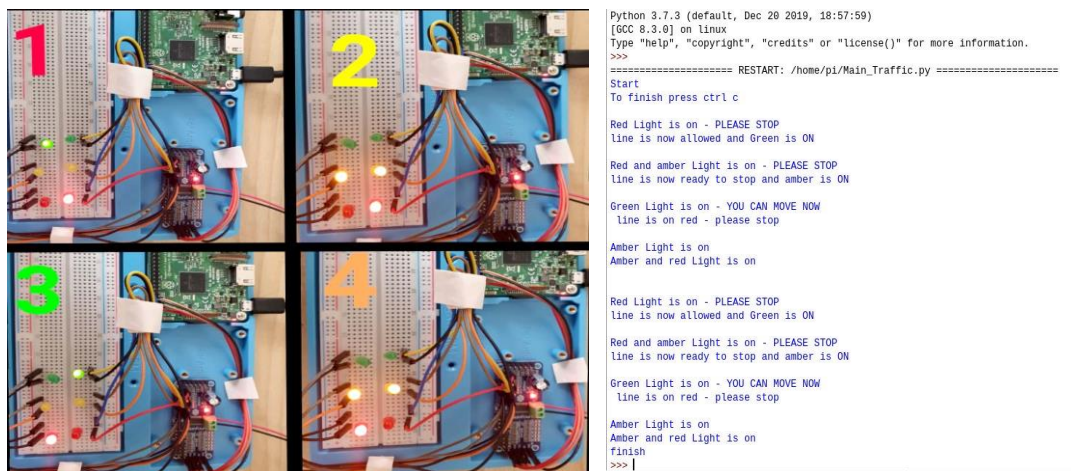 1
2
3
4
Python 3.7.3 (default, Dec 20 2019, 18:57:59)
[GCC 8.3.0] on linux
Type "help", "copyright", "credits" or "license()" for more information.
>>>
===================== RESTART: /home/pi/Main_Traffic.py =====================
Start
To finish press ctrl c
Red Light is on - PLEASE STOP
line is now allowed and Green is ON
Red and amber Light is on - PLEASE STOP
line is now ready to stop and amber is ON
Green Light is on - YOU CAN MOVE NOW
line is on red - please stop
Amber Light is on
Amber and red Light is on
Red Light is on - PLEASE STOP
line is now allowed and Green is ON
Red and amber Light is on - PLEASE STOP
line is now ready to stop and amber is ON
Green Light is on - YOU CAN MOVE NOW
line is on red - please stop
Amber Light is on
Amber and red Light is on
finish
>>>